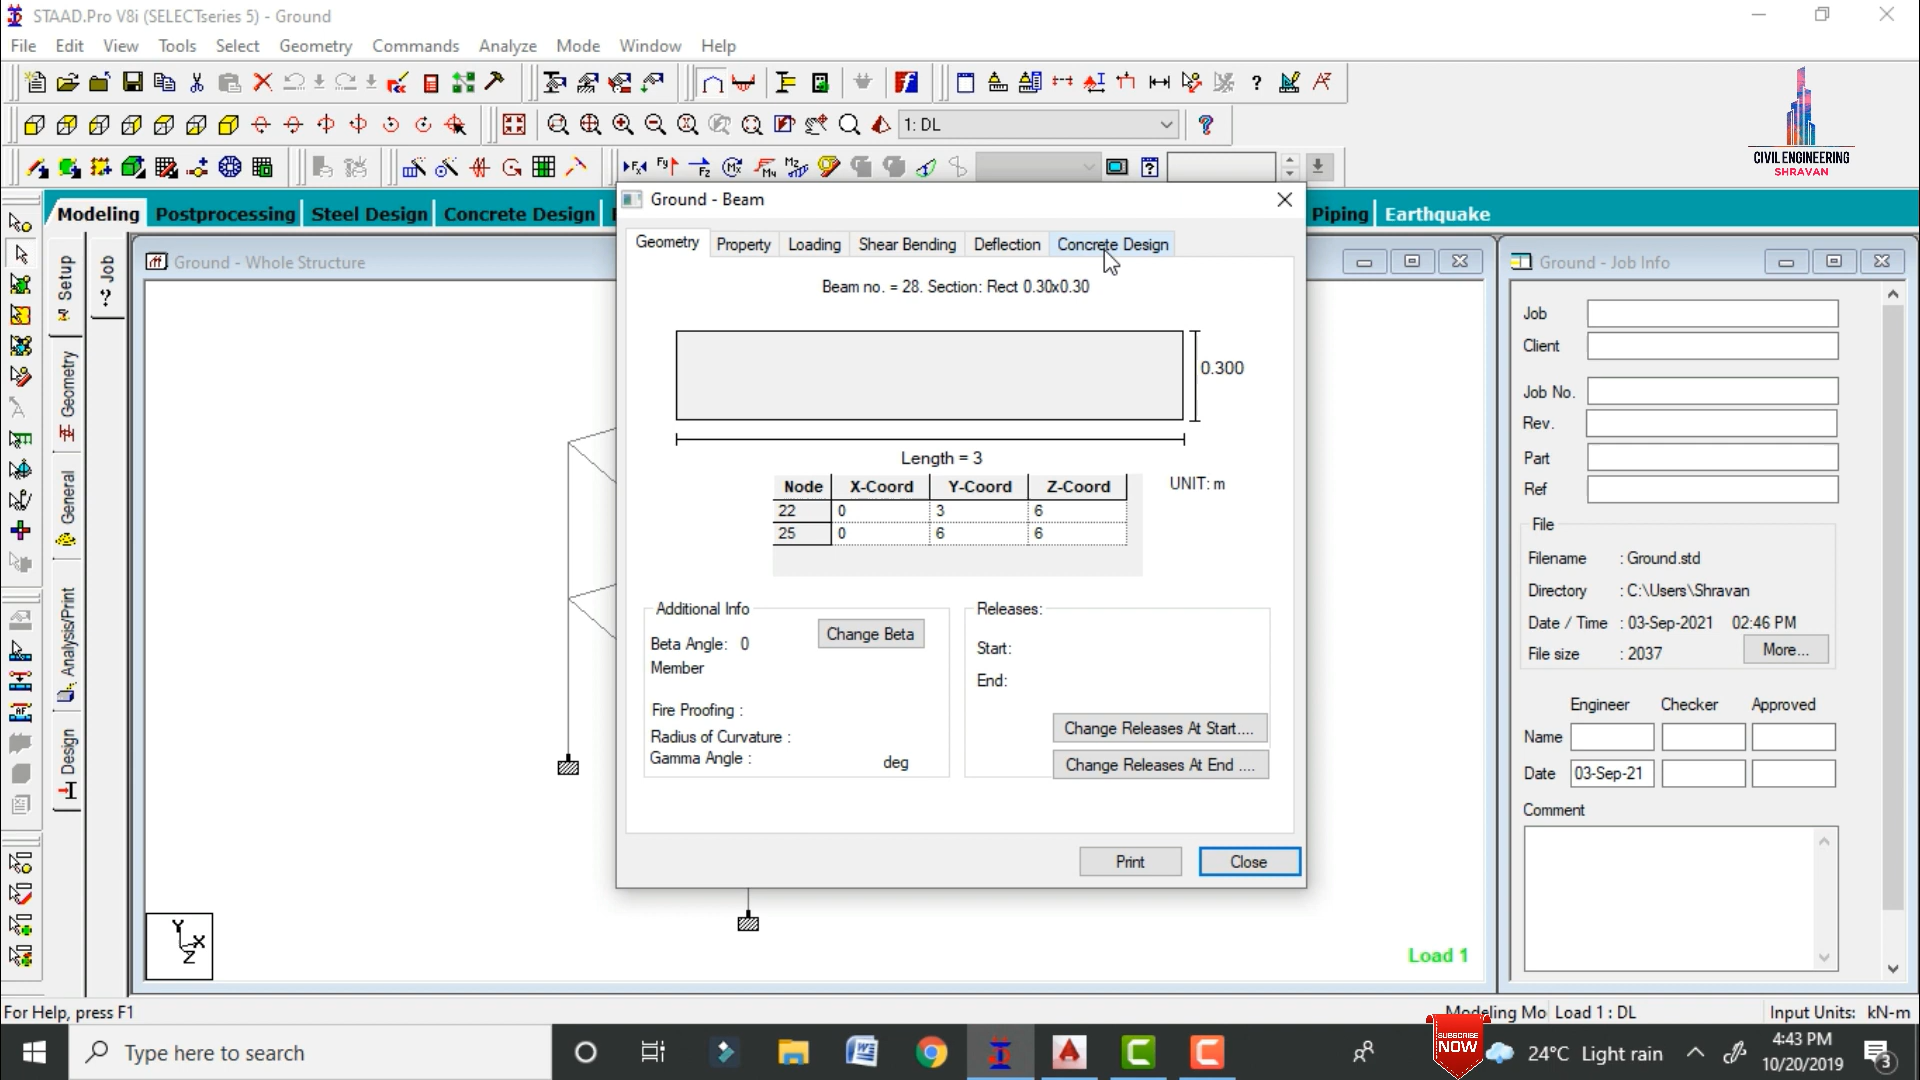 STAAD.Pro V8i (SELECTseries 5) - Ground
File Edit View Tools Select Geometry Commands Analyze Mode Window Help
1: DL
CIVIL ENGINEERING
SHRAVAN
Modeling Postprocessing Steel Design Concrete Design Piping Earthquake
Ground - Beam
Geometry Property Loading Shear Bending Deflection Concrete Design
Ground - Whole Structure
Ground - Job Info
Setup
Job
Geometry
General
Analysis/Print
Design
Beam no. = 28. Section: Rect 0.30x0.30
0.300
Length = 3
UNIT: m
Node X-Coord Y-Coord Z-Coord
22 0 3 6
25 0 6 6
Additional Info
Beta Angle: 0
Change Beta
Member
Fire Proofing :
Radius of Curvature :
Gamma Angle : deg
Releases:
Start:
End:
Change Releases At Start....
Change Releases At End ....
Print
Close
Job
Client
Job No.
Rev.
Part
Ref
File
Filename : Ground.std
Directory : C:\Users\Shravan
Date / Time : 03-Sep-2021 02:46 PM
File size : 2037
More...
Engineer Checker Approved
Name
Date 03-Sep-21
Comment
Y
X
Z
Load 1
For Help, press F1
Modeling Mo Load 1 : DL Input Units: kN-m
Type here to search
SUBSCRIBE
NOW
24°C Light rain
4:43 PM
10/20/2019
3